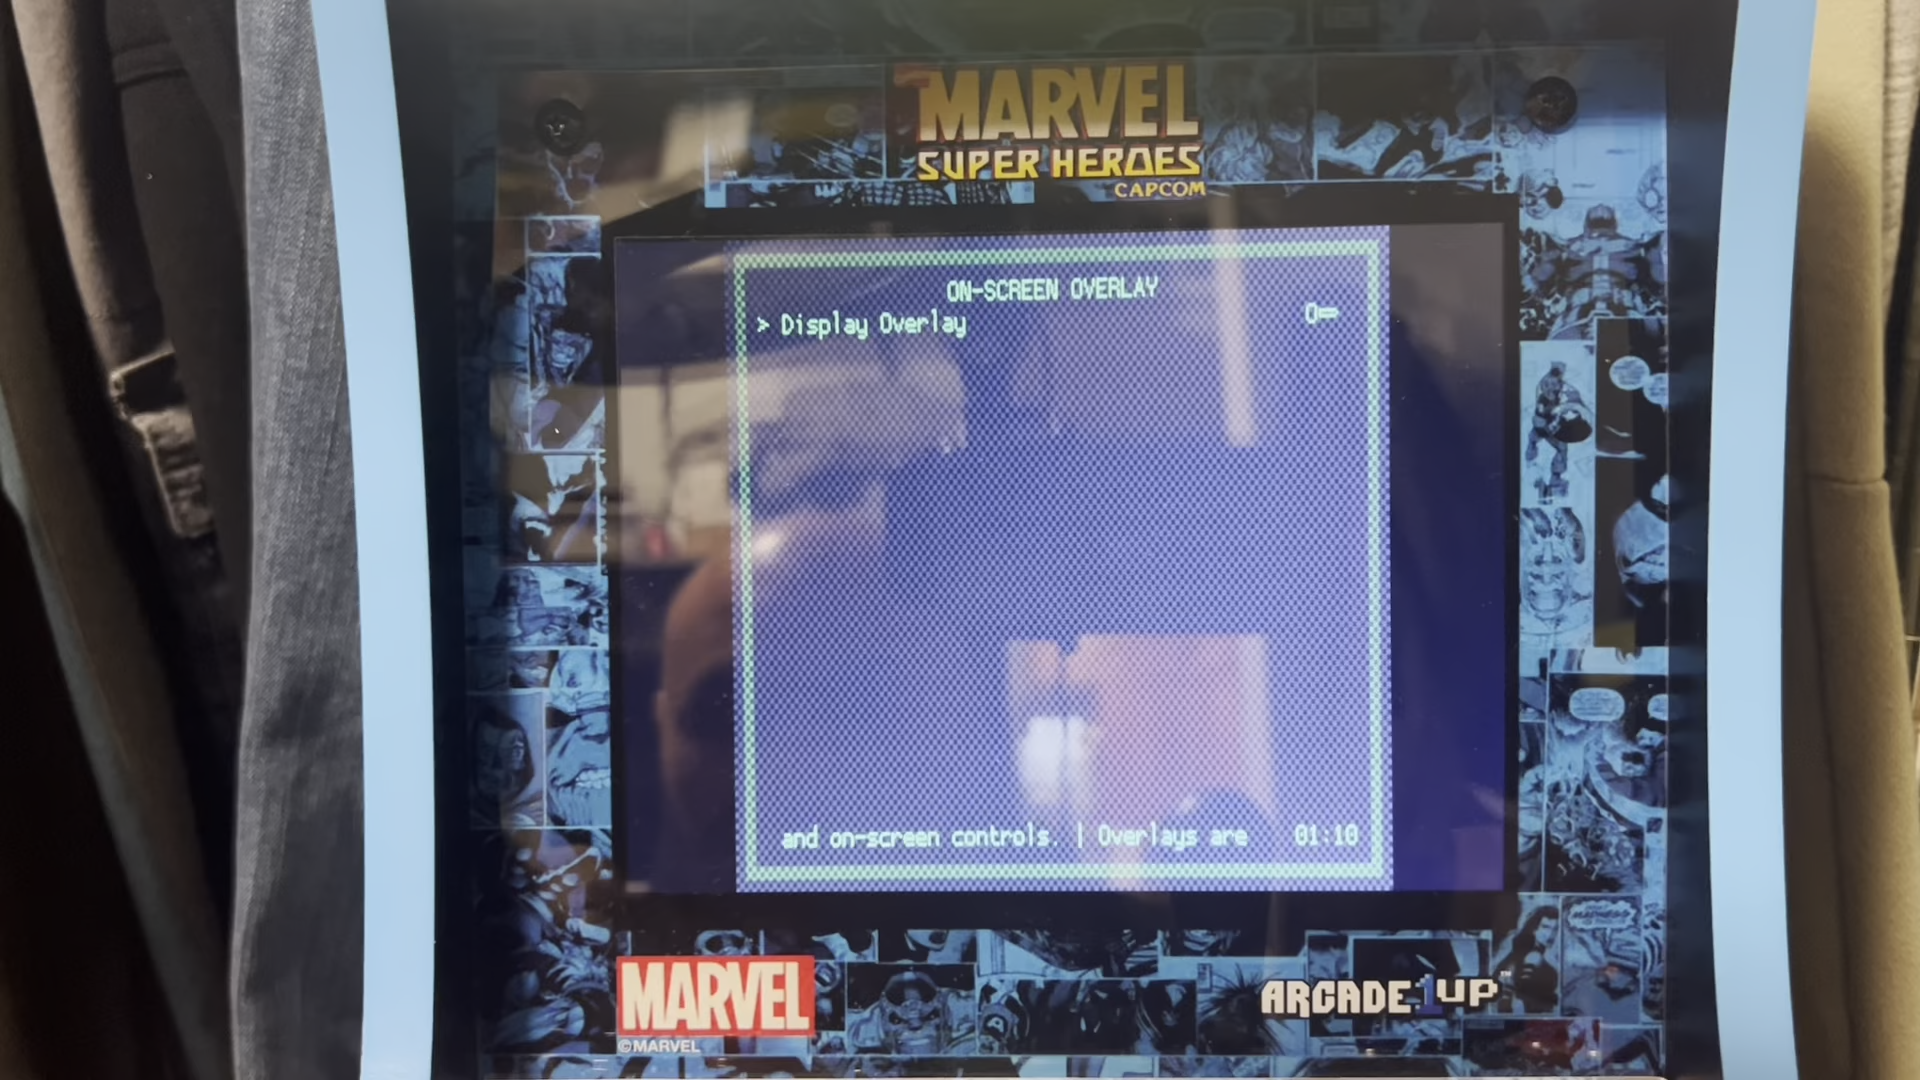 MARVEL
SUPER HEROES
CAPCOM
ON-SCREEN OVERLAY
> Display Overlay
and on-screen controls. | Overlays are 01:10
MARVEL
©MARVEL
ARCADE1UP™